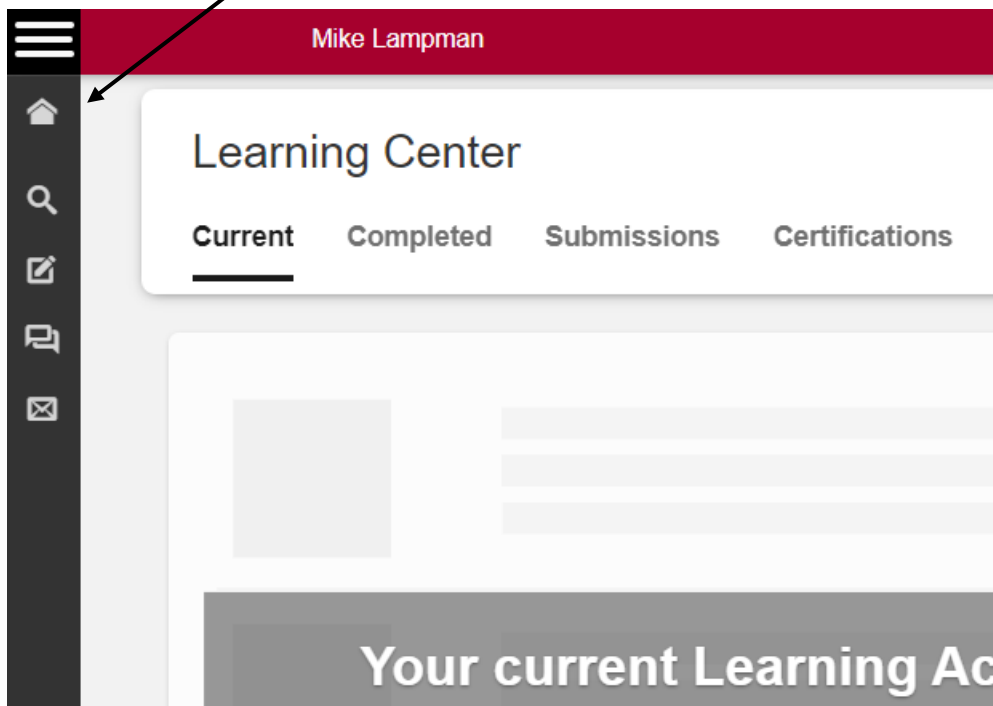 Mike Lampman
Learning Center
Current Completed Submissions Certifications
Your current Learning Ac